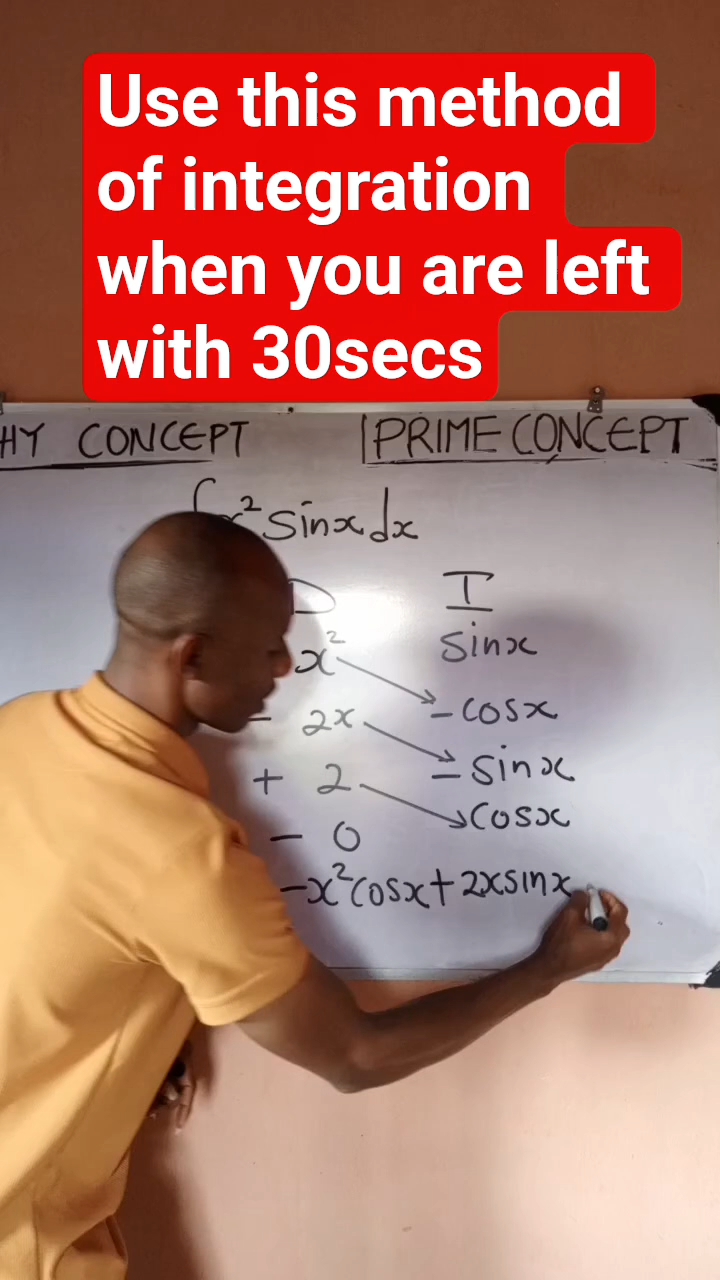 Use this method
of integration
when you are left
with 30secs
HY CONCEPT PRIME CONCEPT
∫x²sinxdx
D I
x² sinx
- 2x -cosx
+ 2 -sinx
- 0 cosx
-x²cosx+2xsinx